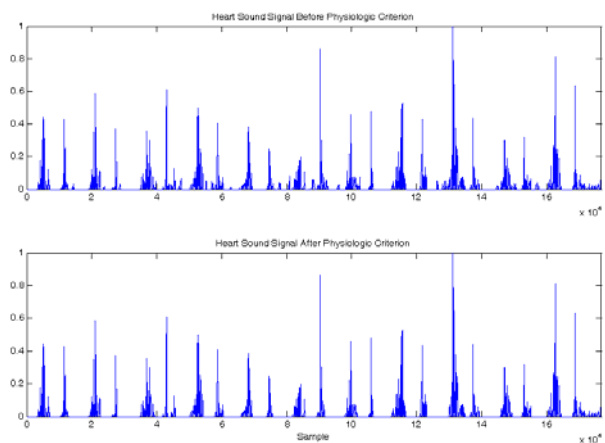 Heart Sound Signal Before Physiologic Criterion
1
0.8
0.6
0.4
0.2
0
0 2 4 6 8 10 12 14 16
x 10⁴
Heart Sound Signal After Physiologic Criterion
1
0.8
0.6
0.4
0.2
0
0 2 4 6 8 10 12 14 16
Sample